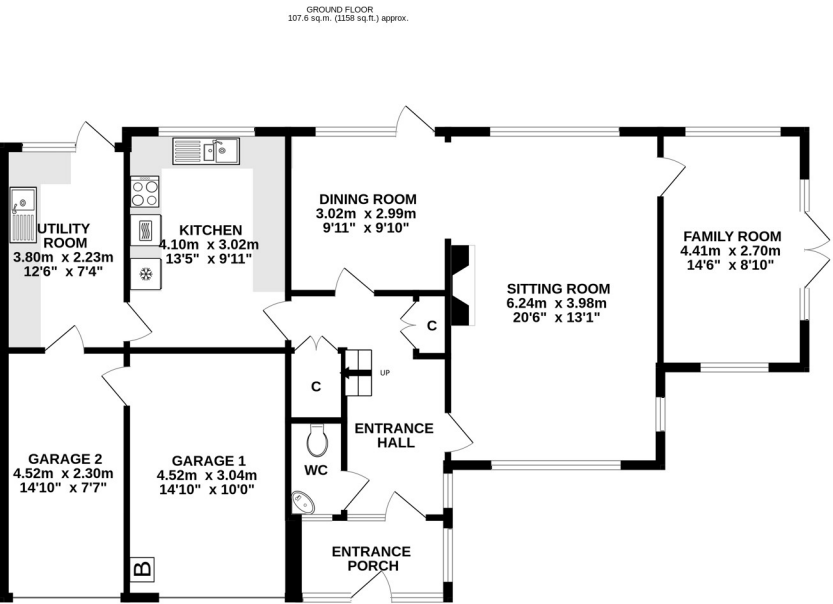 GROUND FLOOR
107.6 sq.m. (1158 sq.ft.) approx.
UTILITY
ROOM
3.80m x 2.23m
12'6" x 7'4"
KITCHEN
4.10m x 3.02m
13'5" x 9'11"
DINING ROOM
3.02m x 2.99m
9'11" x 9'10"
SITTING ROOM
6.24m x 3.98m
20'6" x 13'1"
FAMILY ROOM
4.41m x 2.70m
14'6" x 8'10"
C
C
UP
ENTRANCE
HALL
WC
GARAGE 2
4.52m x 2.30m
14'10" x 7'7"
GARAGE 1
4.52m x 3.04m
14'10" x 10'0"
B
ENTRANCE
PORCH